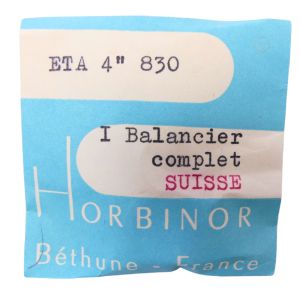 ETA 4" 830
I Balancier
complet
SUISSE
HORBINOR
Béthune - France